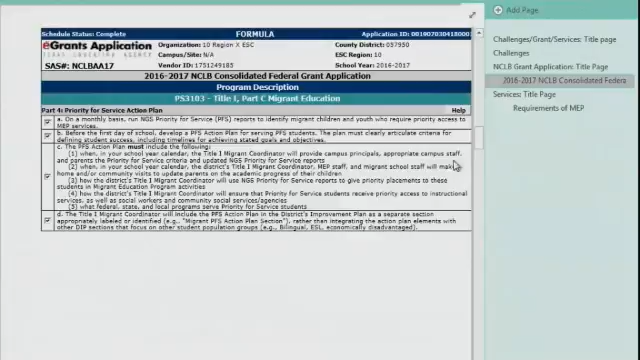 Schedule Status: Complete FORMULA Application ID: 0010070304180001
eGrants Application Organization: 10 Region X ESC County District: 057950
TEXAS EDUCATION AGENCY Campus/Site: N/A ESC Region: 10
SAS#: NCLBAA17 Vendor ID: 1751249185 School Year: 2016-2017
2016-2017 NCLB Consolidated Federal Grant Application
Program Description
PS3103 - Title I, Part C Migrant Education
Part 4: Priority for Service Action Plan Help
a. On a monthly basis, run NGS Priority for Service (PFS) reports to identify migrant children and youth who require priority access to
MEP services.
b. Before the first day of school, develop a PFS Action Plan for serving PFS students. The plan must clearly articulate criteria for
defining student success, including timelines for achieving stated goals and objectives.
c. The PFS Action Plan must include the following:
(1) when, in your school year calendar, the Title I Migrant Coordinator will provide campus principals, appropriate campus staff,
and parents the Priority for Service criteria and updated NGS Priority for Service reports
(2) when, in your school year calendar, the district's Title I Migrant Coordinator, MEP staff, and migrant school staff will make
home and/or community visits to update parents on the academic progress of their children
(3) how the district's Title I Migrant Coordinator will use NGS Priority for Service reports to give priority placements to these
students in Migrant Education Program activities
(4) how the district's Title I Migrant Coordinator will ensure that Priority for Service students receive priority access to instructional
services, as well as social workers and community social services/agencies
(5) what federal, state, and local programs serve Priority for Service students
d. The Title I Migrant Coordinator will include the PFS Action Plan in the District's Improvement Plan as a separate section
appropriately labeled or identified (e.g., "Migrant PFS Action Plan Section"), rather than integrating the action plan elements with
other DIP sections that focus on other student population groups (e.g., Bilingual, ESL, economically disadvantaged).
Add Page
Challenges/Grant/Services: Title page
Challenges
NCLB Grant Application: Title Page
2016-2017 NCLB Consolidated Federa
Services: Title Page
Requirements of MEP